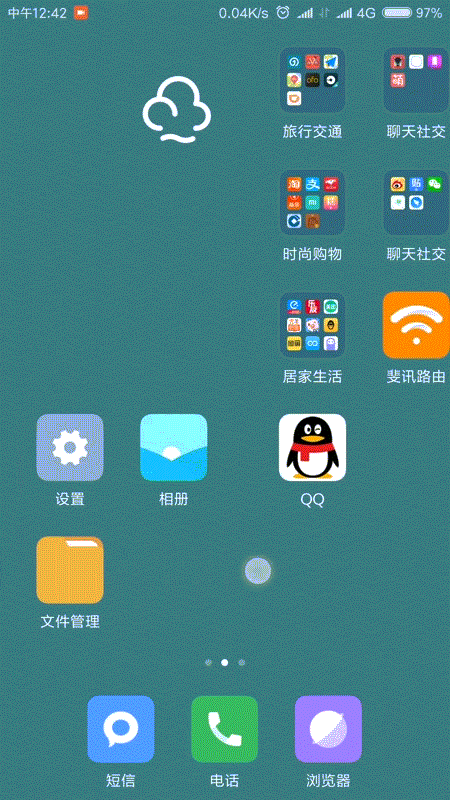 中午12:42 0.04K/s 4G 97%
旅行交通 聊天社交
时尚购物 聊天社交
居家生活 斐讯路由
设置 相册 QQ
文件管理
短信 电话 浏览器